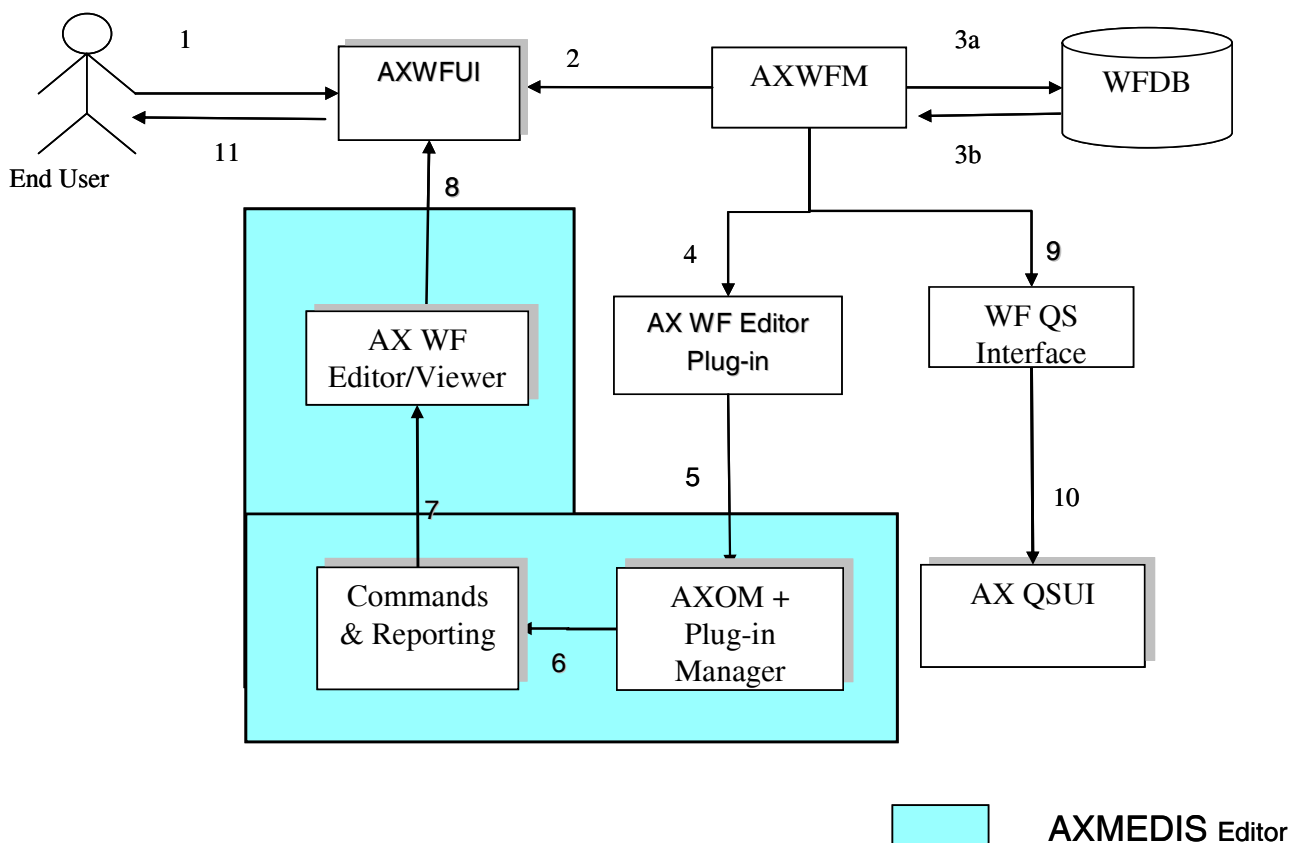 1
2
3a
AXWFUI
AXWFM
WFDB
11
3b
End User
8
4
9
AX WF Editor
Plug-in
WF QS
Interface
AX WF
Editor/Viewer
5
10
7
Commands
& Reporting
AXOM +
Plug-in
Manager
AX QSUI
6
AXMEDIS Editor